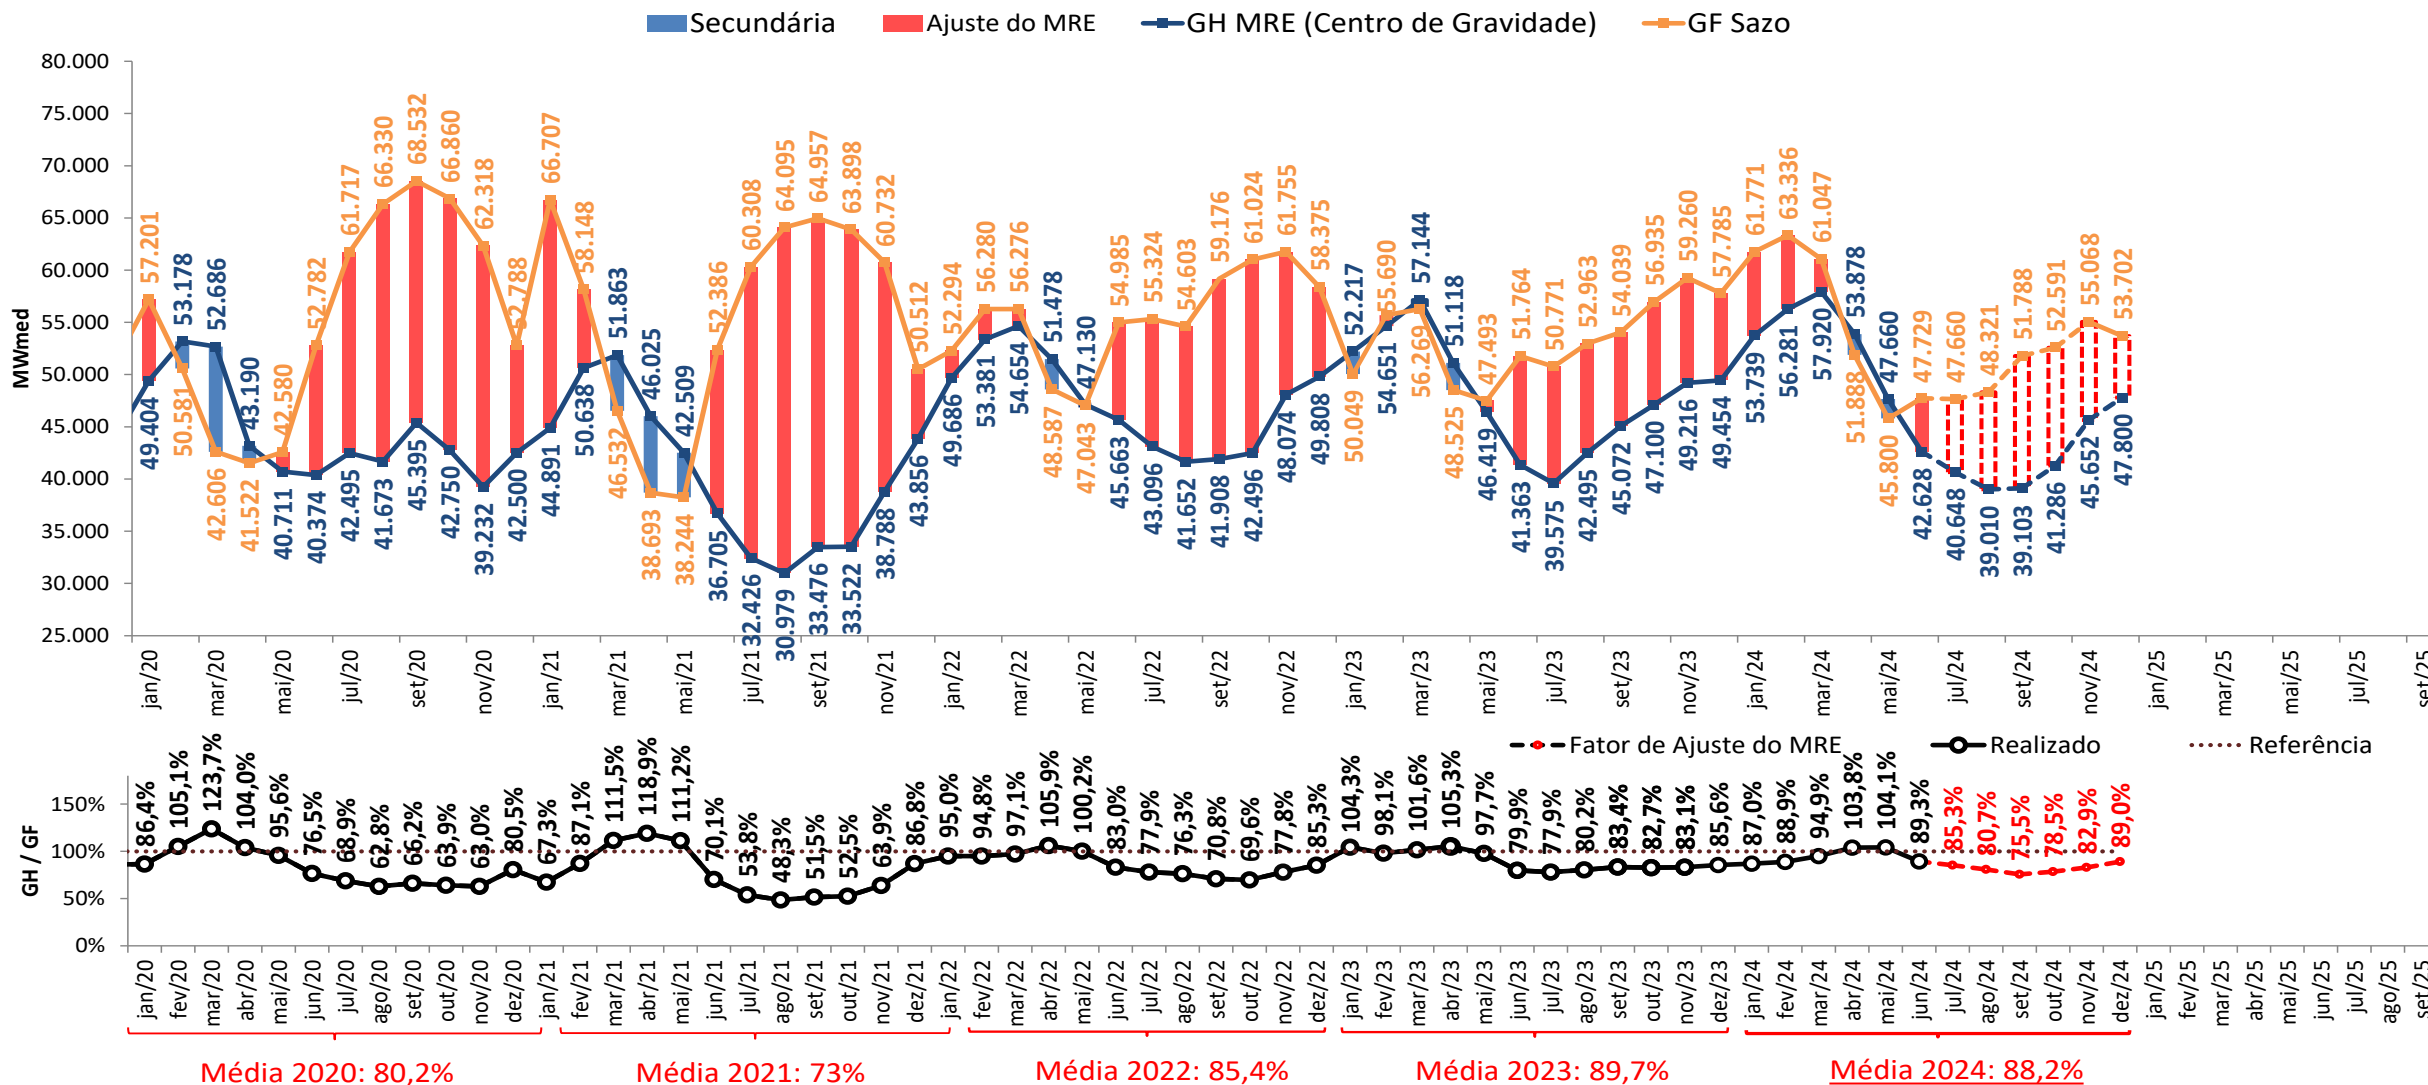 Secundária Ajuste do MRE GH MRE (Centro de Gravidade) GF Sazo
80.000
75.000
70.000
65.000
60.000
55.000
50.000
45.000
40.000
35.000
30.000
25.000
MWmed
57.201 50.581 42.606 41.522 42.580 52.782 61.717 66.330 68.532 66.860 62.318 52.788 66.707 58.148 46.532 38.693 38.244 52.386 60.308 64.095 64.957 63.898 60.732 50.512 52.294 56.280 56.276 48.587 47.043 54.985 55.324 54.603 59.176 61.024 61.755 58.375 50.049 55.690 56.269 48.525 47.493 51.764 50.771 52.963 54.039 56.935 59.260 57.785 61.771 63.336 61.047 51.888 45.800 47.729 47.660 48.321 51.788 52.591 55.068 53.702
49.404 53.178 52.686 43.190 40.711 40.374 42.495 41.673 45.395 42.750 39.232 42.500 44.891 50.638 51.863 46.025 42.509 36.705 32.426 30.979 33.476 33.522 38.788 43.856 49.686 53.381 54.654 51.478 47.130 45.663 43.096 41.652 41.908 42.496 48.074 49.808 52.217 54.651 57.144 51.118 46.419 41.363 39.575 42.495 45.072 47.100 49.216 49.454 53.739 56.281 57.920 53.878 47.660 42.628 40.648 39.010 39.103 41.286 45.652 47.800
jan/20 mar/20 mai/20 jul/20 set/20 nov/20 jan/21 mar/21 mai/21 jul/21 set/21 nov/21 jan/22 mar/22 mai/22 jul/22 set/22 nov/22 jan/23 mar/23 mai/23 jul/23 set/23 nov/23 jan/24 mar/24 mai/24 jul/24 set/24 nov/24 jan/25 mar/25 mai/25 jul/25 set/25
Fator de Ajuste do MRE Realizado Referência
150%
100%
50%
0%
GH / GF
86,4% 105,1% 123,7% 104,0% 95,6% 76,5% 68,9% 62,8% 66,2% 63,9% 63,0% 80,5% 67,3% 87,1% 111,5% 118,9% 111,2% 70,1% 53,8% 48,3% 51,5% 52,5% 63,9% 86,8% 95,0% 94,8% 97,1% 105,9% 100,2% 83,0% 77,9% 76,3% 70,8% 69,6% 77,8% 85,3% 104,3% 98,1% 101,6% 105,3% 97,7% 79,9% 77,9% 80,2% 83,4% 82,7% 83,1% 85,6% 87,0% 88,9% 94,9% 103,8% 104,1% 89,3% 85,3% 80,7% 75,5% 78,5% 82,9% 89,0%
jan/20 fev/20 mar/20 abr/20 mai/20 jun/20 jul/20 ago/20 set/20 out/20 nov/20 dez/20 jan/21 fev/21 mar/21 abr/21 mai/21 jun/21 jul/21 ago/21 set/21 out/21 nov/21 dez/21 jan/22 fev/22 mar/22 abr/22 mai/22 jun/22 jul/22 ago/22 set/22 out/22 nov/22 dez/22 jan/23 fev/23 mar/23 abr/23 mai/23 jun/23 jul/23 ago/23 set/23 out/23 nov/23 dez/23 jan/24 fev/24 mar/24 abr/24 mai/24 jun/24 jul/24 ago/24 set/24 out/24 nov/24 dez/24 jan/25 fev/25 mar/25 abr/25 mai/25 jun/25 jul/25 ago/25 set/25
Média 2020: 80,2% Média 2021: 73% Média 2022: 85,4% Média 2023: 89,7% Média 2024: 88,2%